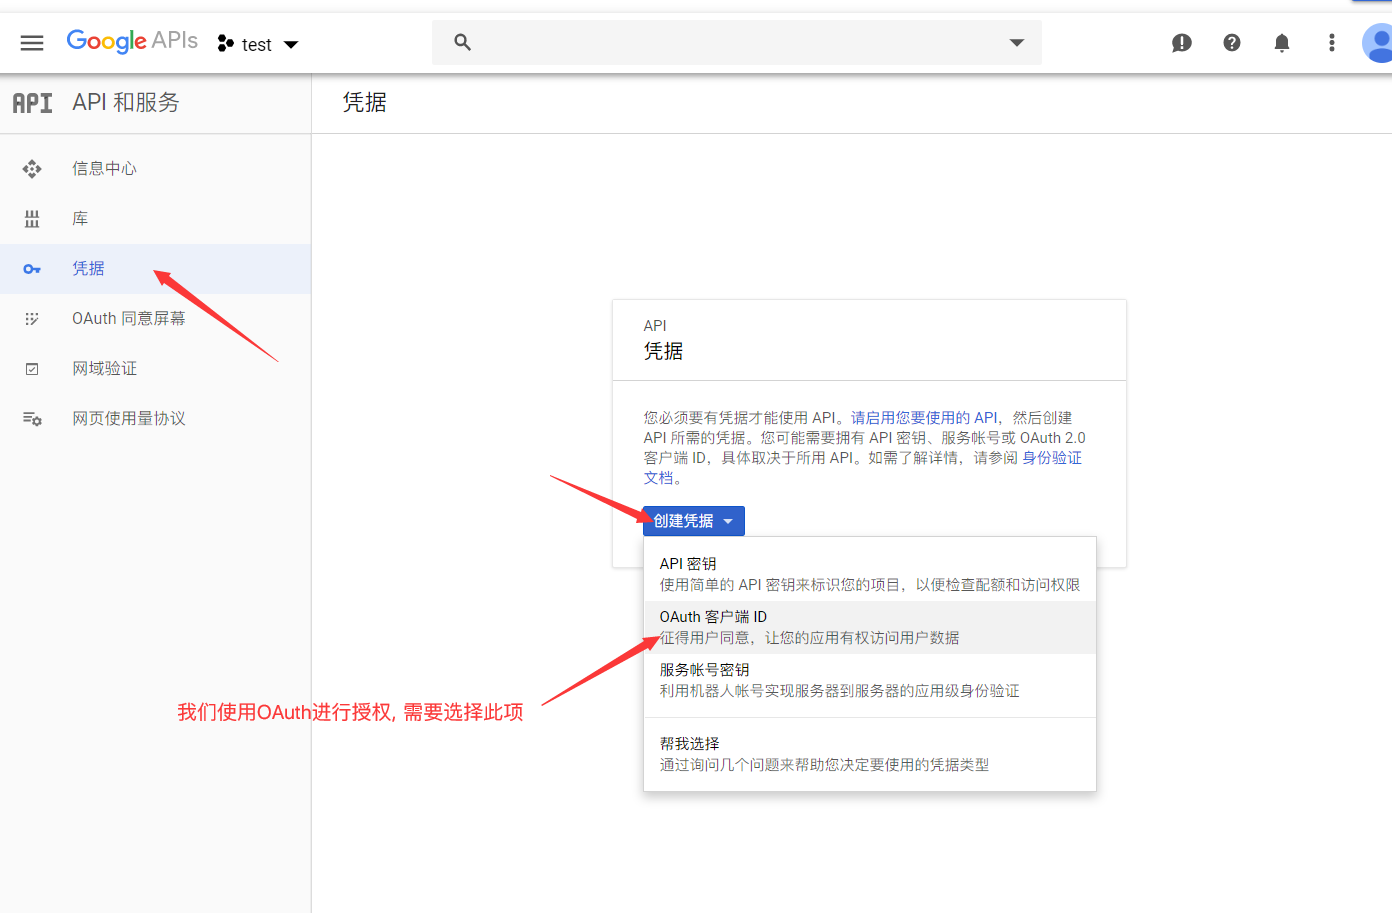 Google APIs
test
API
API 和服务
凭据
信息中心
库
凭据
OAuth 同意屏幕
网域验证
网页使用量协议
API
凭据
您必须要有凭据才能使用 API。请启用您要使用的 API，然后创建
API 所需的凭据。您可能需要拥有 API 密钥、服务帐号或 OAuth 2.0
客户端 ID，具体取决于所用 API。如需了解详情，请参阅 身份验证
文档。
创建凭据
API 密钥
使用简单的 API 密钥来标识您的项目，以便检查配额和访问权限
OAuth 客户端 ID
征得用户同意，让您的应用有权访问用户数据
服务帐号密钥
利用机器人帐号实现服务器到服务器的应用级身份验证
我们使用OAuth进行授权, 需要选择此项
帮我选择
通过询问几个问题来帮助您决定要使用的凭据类型